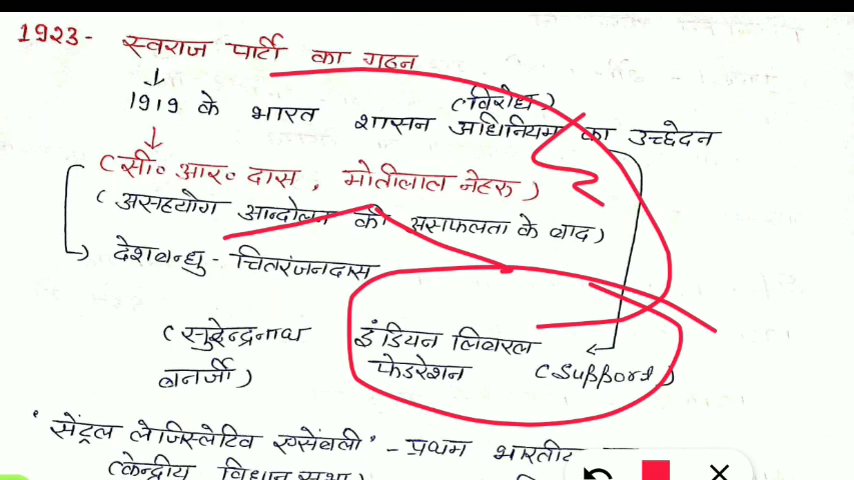 1923- स्वराज पार्टी का गठन
(विरोध)
1919 के भारत शासन अधिनियम का उच्छेदन
(सी० आर० दास, मोतीलाल नेहरु)
(असहयोग आन्दोलन की असफलता के बाद)
देशबन्धु - चितरंजनदास
(सुरेन्द्रनाथ इंडियन लिबरल
बनर्जी) फेडरेशन (Support)
'सेंट्रल लेजिस्लेटिव एसेंबली' - प्रथम भारतीय
(केन्द्रीय विधान सभा)